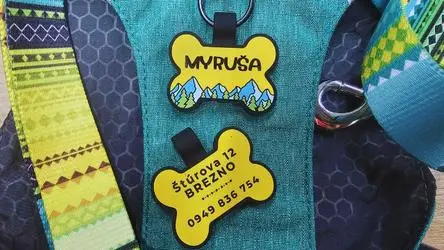 MYRUŠA
Štúrova 12
BREZNO
0949 836 754